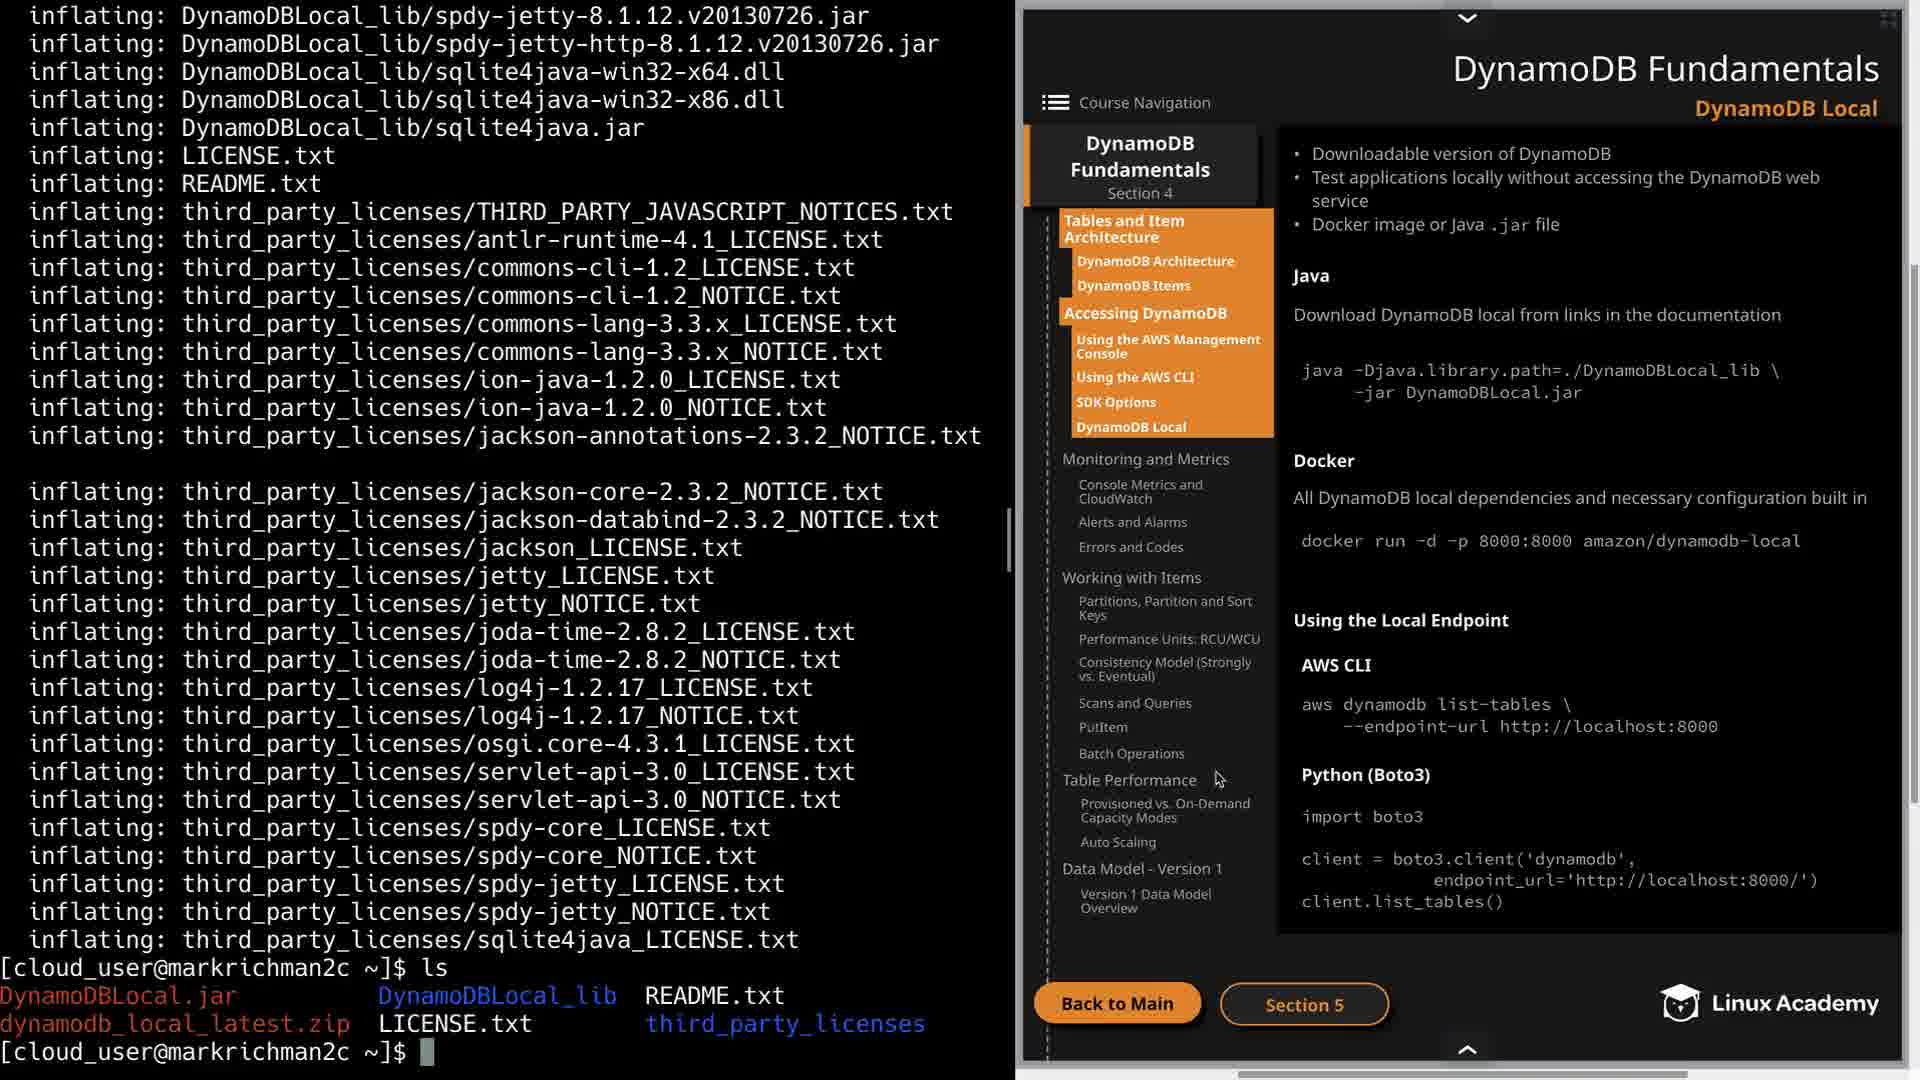 inflating: DynamoDBLocal_lib/spdy-jetty-8.1.12.v20130726.jar
inflating: DynamoDBLocal_lib/spdy-jetty-http-8.1.12.v20130726.jar
inflating: DynamoDBLocal_lib/sqlite4java-win32-x64.dll
inflating: DynamoDBLocal_lib/sqlite4java-win32-x86.dll
inflating: DynamoDBLocal_lib/sqlite4java.jar
inflating: LICENSE.txt
inflating: README.txt
inflating: third_party_licenses/THIRD_PARTY_JAVASCRIPT_NOTICES.txt
inflating: third_party_licenses/antlr-runtime-4.1_LICENSE.txt
inflating: third_party_licenses/commons-cli-1.2_LICENSE.txt
inflating: third_party_licenses/commons-cli-1.2_NOTICE.txt
inflating: third_party_licenses/commons-lang-3.3.x_LICENSE.txt
inflating: third_party_licenses/commons-lang-3.3.x_NOTICE.txt
inflating: third_party_licenses/ion-java-1.2.0_LICENSE.txt
inflating: third_party_licenses/ion-java-1.2.0_NOTICE.txt
inflating: third_party_licenses/jackson-annotations-2.3.2_NOTICE.txt
inflating: third_party_licenses/jackson-core-2.3.2_NOTICE.txt
inflating: third_party_licenses/jackson-databind-2.3.2_NOTICE.txt
inflating: third_party_licenses/jackson_LICENSE.txt
inflating: third_party_licenses/jetty_LICENSE.txt
inflating: third_party_licenses/jetty_NOTICE.txt
inflating: third_party_licenses/joda-time-2.8.2_LICENSE.txt
inflating: third_party_licenses/joda-time-2.8.2_NOTICE.txt
inflating: third_party_licenses/log4j-1.2.17_LICENSE.txt
inflating: third_party_licenses/log4j-1.2.17_NOTICE.txt
inflating: third_party_licenses/osgi.core-4.3.1_LICENSE.txt
inflating: third_party_licenses/servlet-api-3.0_LICENSE.txt
inflating: third_party_licenses/servlet-api-3.0_NOTICE.txt
inflating: third_party_licenses/spdy-core_LICENSE.txt
inflating: third_party_licenses/spdy-core_NOTICE.txt
inflating: third_party_licenses/spdy-jetty_LICENSE.txt
inflating: third_party_licenses/spdy-jetty_NOTICE.txt
inflating: third_party_licenses/sqlite4java_LICENSE.txt
[cloud_user@markrichman2c ~]$ ls
DynamoDBLocal.jar DynamoDBLocal_lib README.txt
dynamodb_local_latest.zip LICENSE.txt third_party_licenses
[cloud_user@markrichman2c ~]$
DynamoDB Fundamentals
DynamoDB Local
Course Navigation
DynamoDB
Fundamentals
Section 4
Tables and Item
Architecture
DynamoDB Architecture
DynamoDB Items
Accessing DynamoDB
Using the AWS Management
Console
Using the AWS CLI
SDK Options
DynamoDB Local
Monitoring and Metrics
Console Metrics and
CloudWatch
Alerts and Alarms
Errors and Codes
Working with Items
Partitions, Partition and Sort
Keys
Performance Units: RCU/WCU
Consistency Model (Strongly
vs. Eventual)
Scans and Queries
PutItem
Batch Operations
Table Performance
Provisioned vs. On-Demand
Capacity Modes
Auto Scaling
Data Model - Version 1
Version 1 Data Model
Overview
• Downloadable version of DynamoDB
• Test applications locally without accessing the DynamoDB web
service
• Docker image or Java .jar file
Java
Download DynamoDB local from links in the documentation
java -Djava.library.path=./DynamoDBLocal_lib \
-jar DynamoDBLocal.jar
Docker
All DynamoDB local dependencies and necessary configuration built in
docker run -d -p 8000:8000 amazon/dynamodb-local
Using the Local Endpoint
AWS CLI
aws dynamodb list-tables \
--endpoint-url http://localhost:8000
Python (Boto3)
import boto3
client = boto3.client('dynamodb',
endpoint_url='http://localhost:8000/')
client.list_tables()
Back to Main
Section 5
Linux Academy